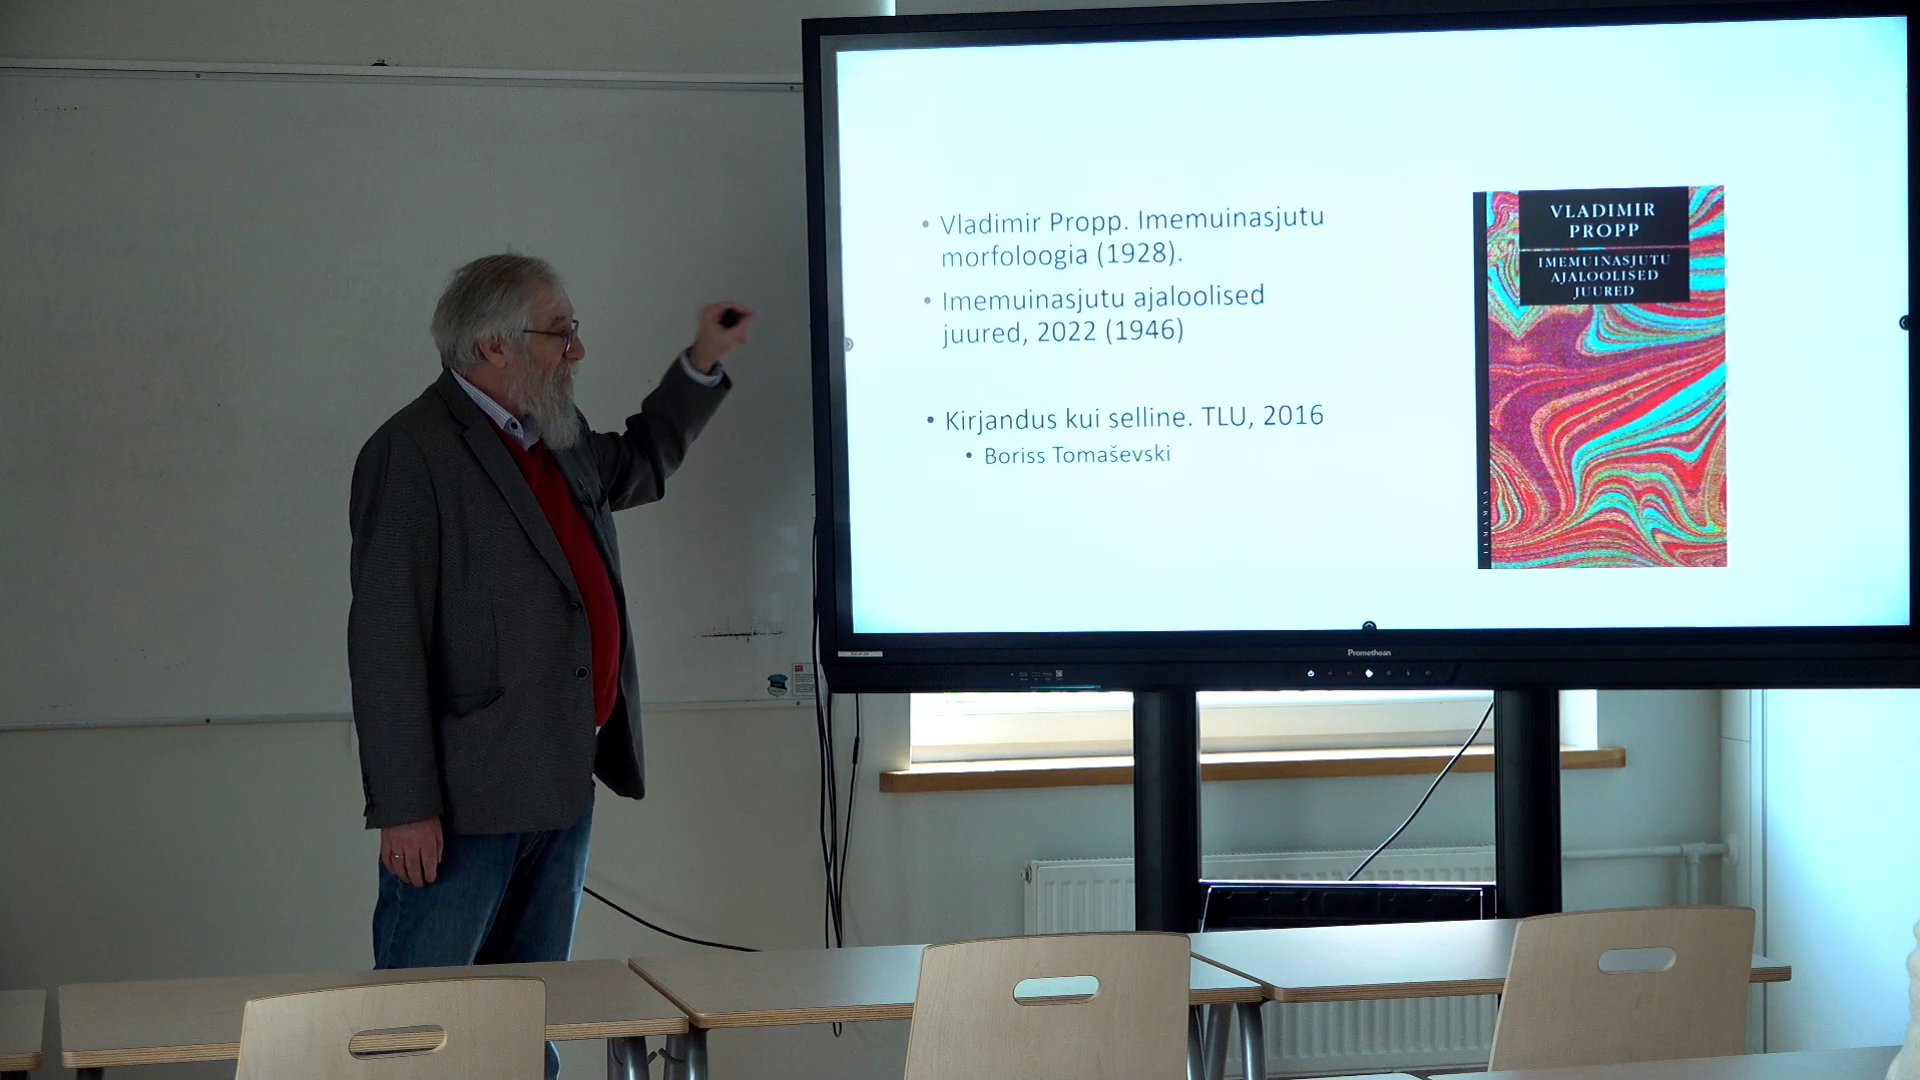 • Vladimir Propp. Imemuinasjutu
morfoloogia (1928).
• Imemuinasjutu ajaloolised
juured, 2022 (1946)
• Kirjandus kui selline. TLU, 2016
• Boriss Tomaševski
VLADIMIR
PROPP
IMEMUINASJUTU
AJALOOLISED
JUURED
Promethean